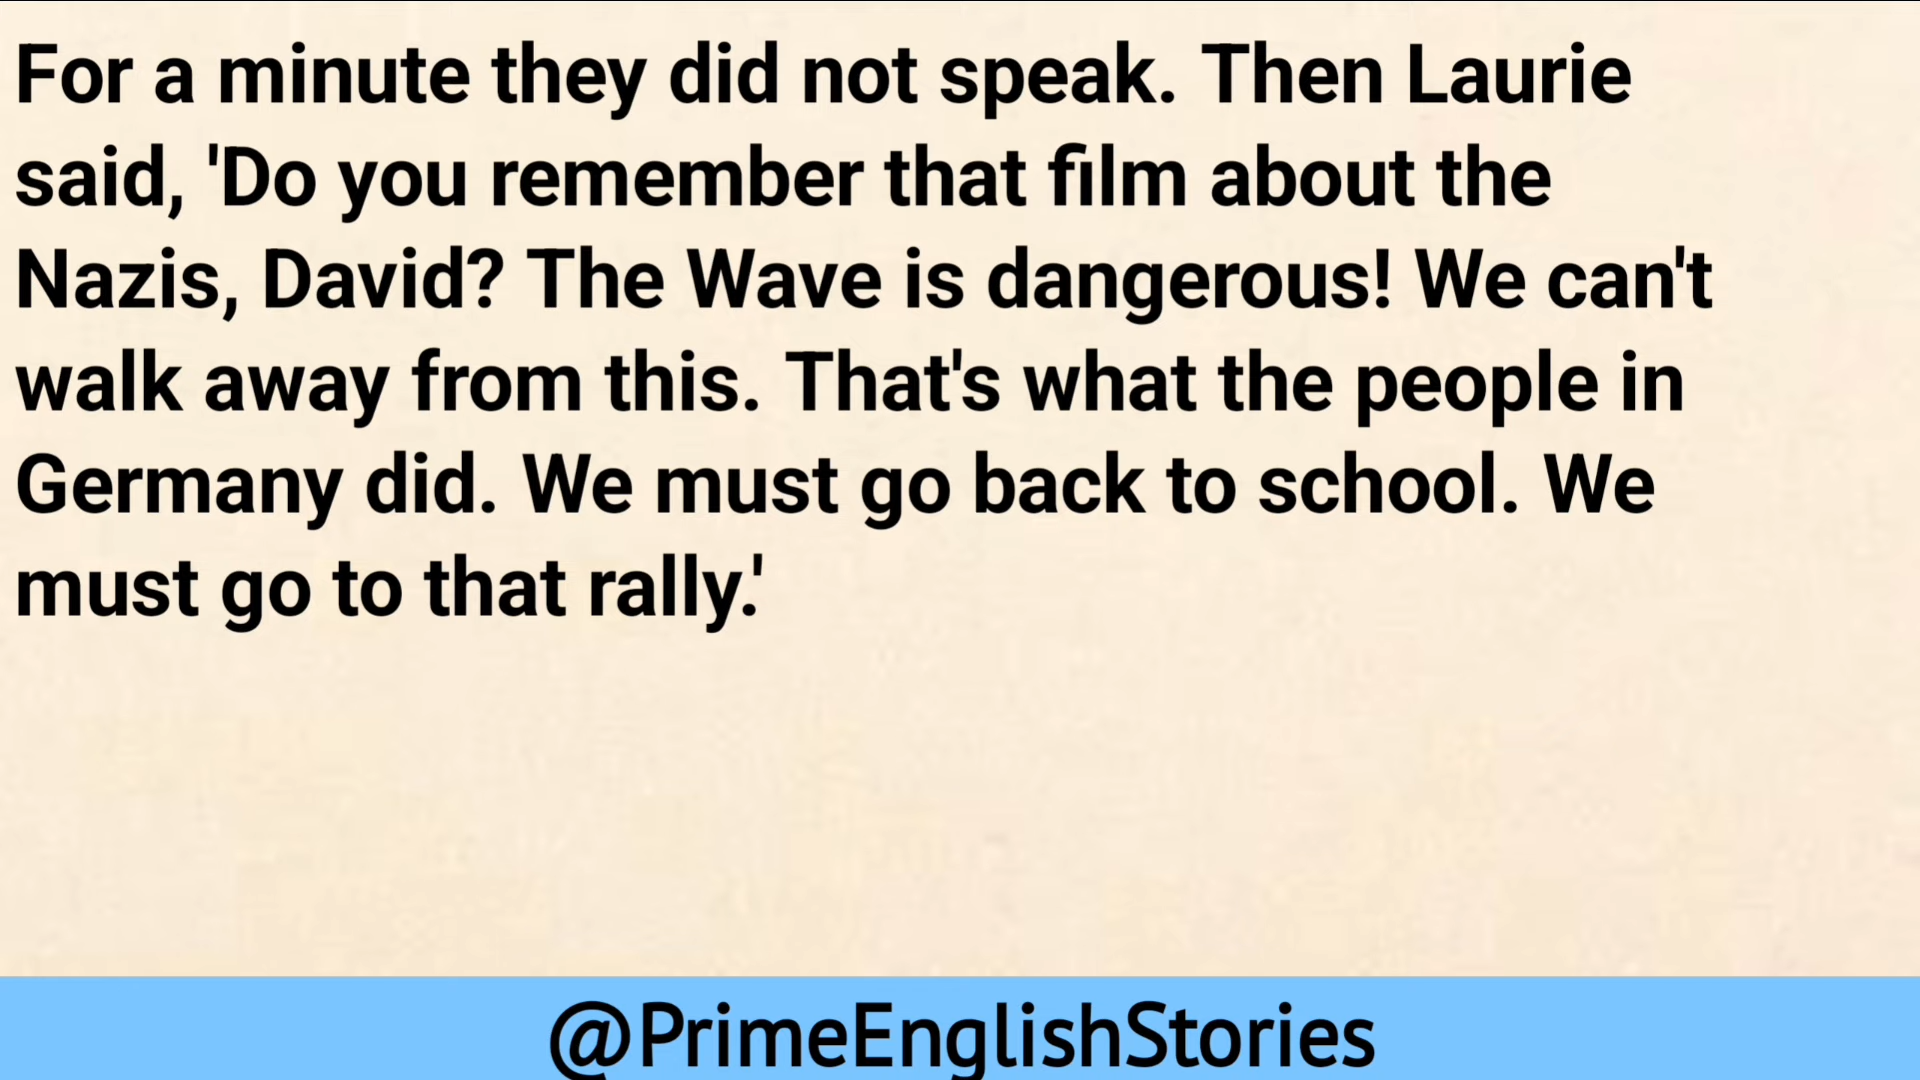 For a minute they did not speak. Then Laurie
said, 'Do you remember that film about the
Nazis, David? The Wave is dangerous! We can't
walk away from this. That's what the people in
Germany did. We must go back to school. We
must go to that rally.'
@PrimeEnglishStories